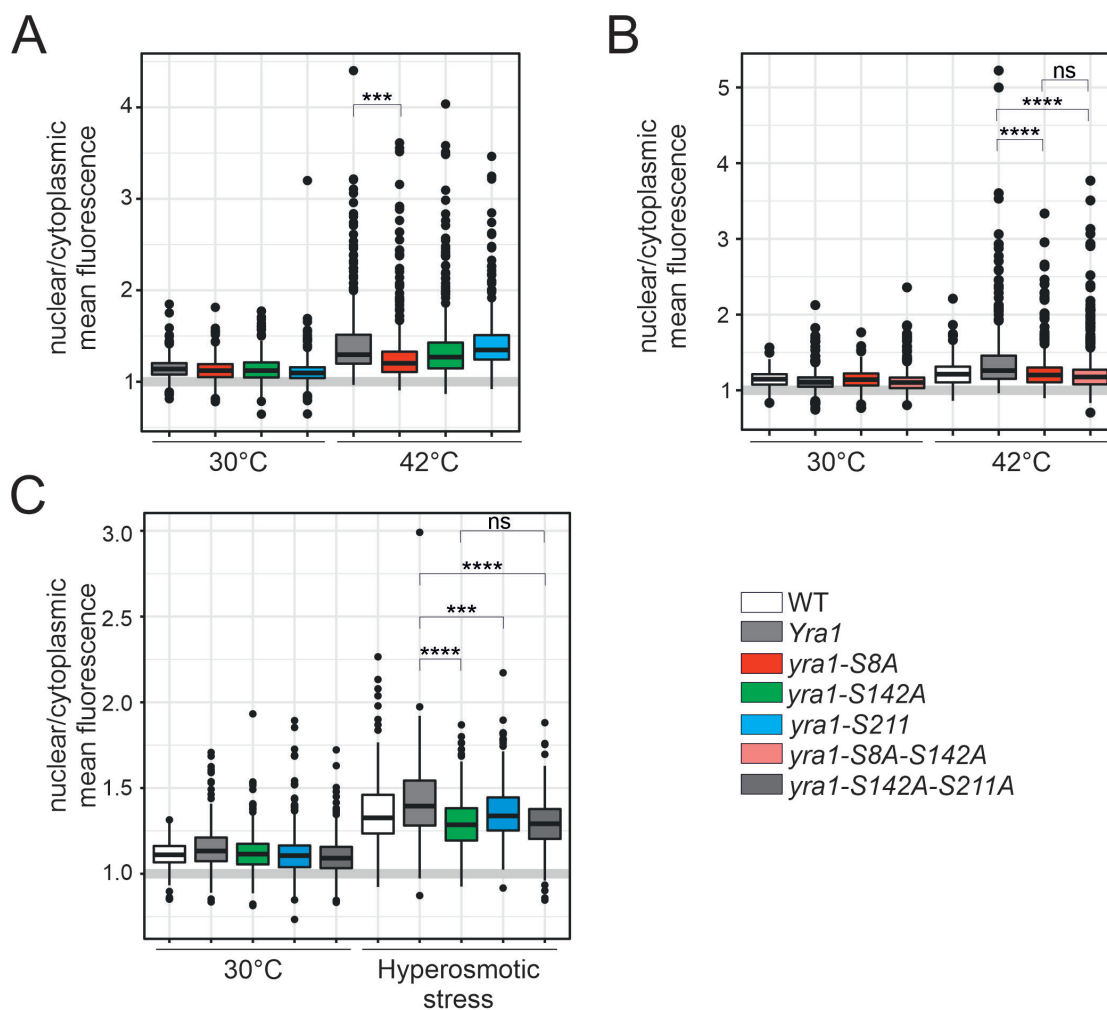 A
nuclear/cytoplasmic
mean fluorescence
4
3
2
1
***
30°C
42°C
B
nuclear/cytoplasmic
mean fluorescence
5
4
3
2
1
ns
****
****
30°C
42°C
C
nuclear/cytoplasmic
mean fluorescence
3.0
2.5
2.0
1.5
1.0
ns
****
***
****
30°C
Hyperosmotic
stress
WT
Yra1
yra1-S8A
yra1-S142A
yra1-S211
yra1-S8A-S142A
yra1-S142A-S211A